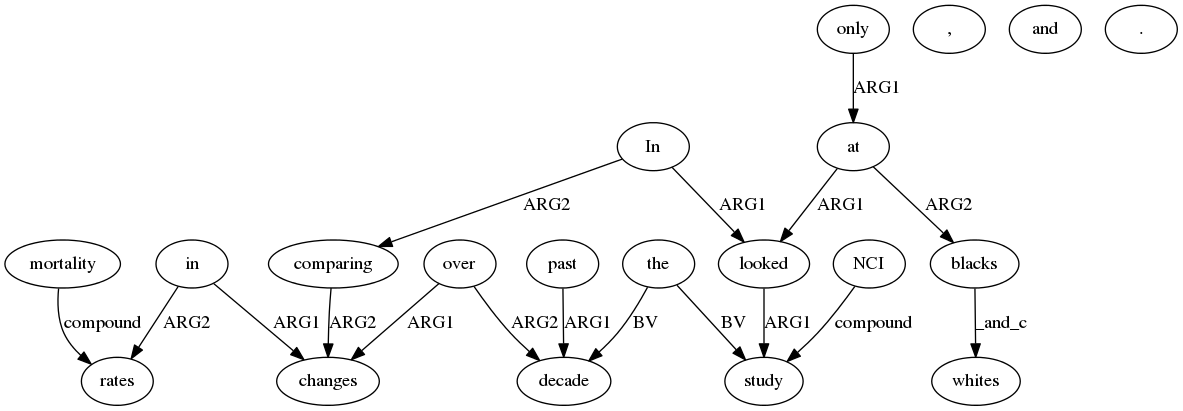 only , and .
ARG1
In at
ARG2 ARG1 ARG1 ARG2
mortality in comparing over past the looked NCI blacks
compound ARG2 ARG1 ARG2 ARG1 ARG2 ARG1 BV BV ARG1 compound _and_c
rates changes decade study whites